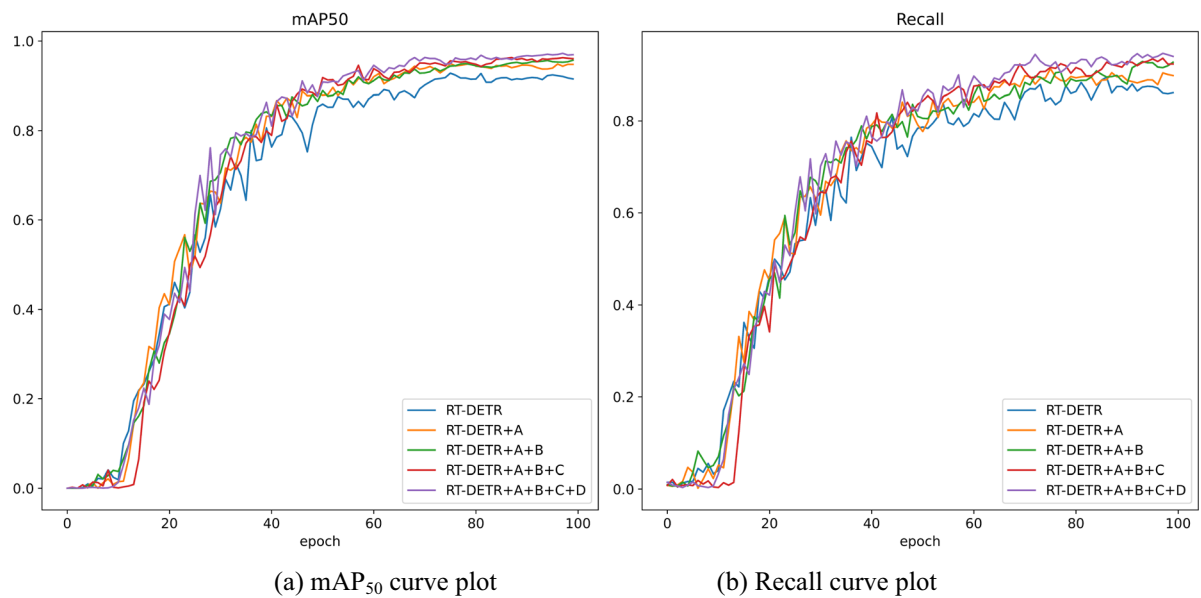 mAP50
1.0
0.8
0.6
0.4
0.2
0.0
0
20
40
60
80
100
epoch
RT-DETR
RT-DETR+A
RT-DETR+A+B
RT-DETR+A+B+C
RT-DETR+A+B+C+D
(a) mAP₅₀ curve plot
Recall
0.8
0.6
0.4
0.2
0.0
0
20
40
60
80
100
epoch
RT-DETR
RT-DETR+A
RT-DETR+A+B
RT-DETR+A+B+C
RT-DETR+A+B+C+D
(b) Recall curve plot